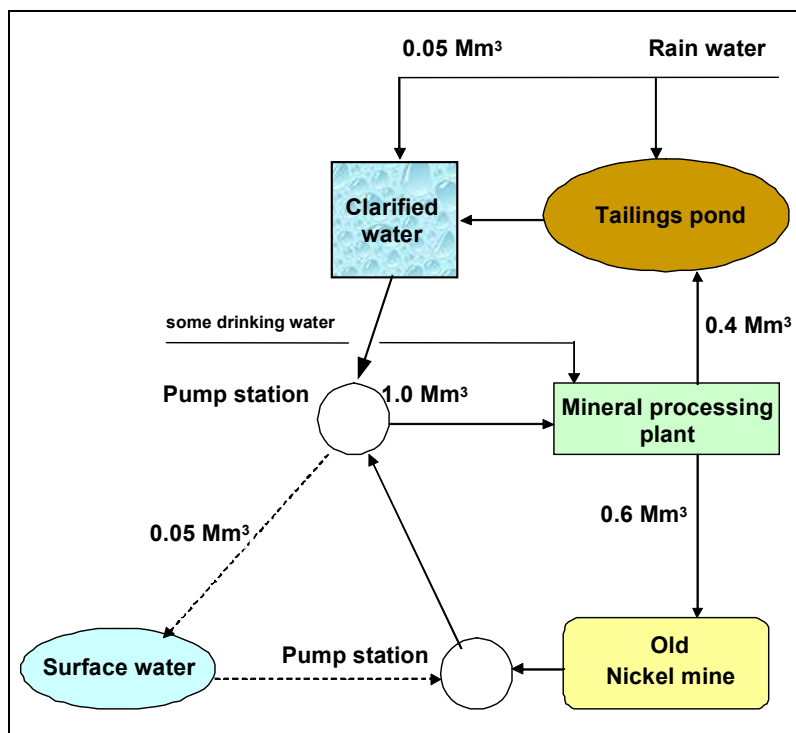 0.05 Mm³
Rain water
Clarified
water
Tailings pond
some drinking water
0.4 Mm³
Pump station
1.0 Mm³
Mineral processing
plant
0.05 Mm³
0.6 Mm³
Surface water
Pump station
Old
Nickel mine